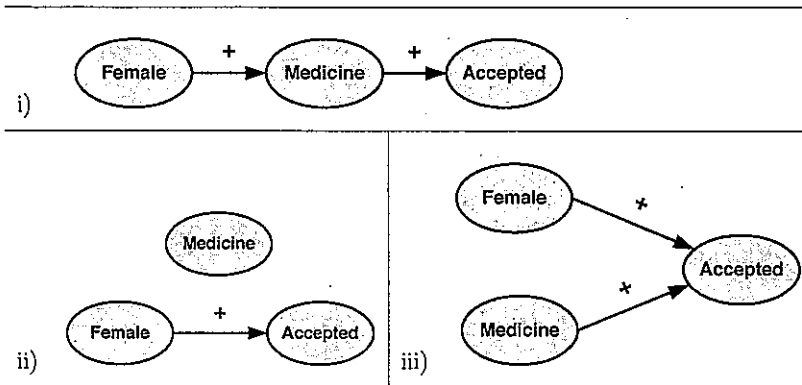 + +
Female Medicine Accepted
i)
Female
+
Medicine
Accepted
+
+
Female Accepted
Medicine
ii)
iii)